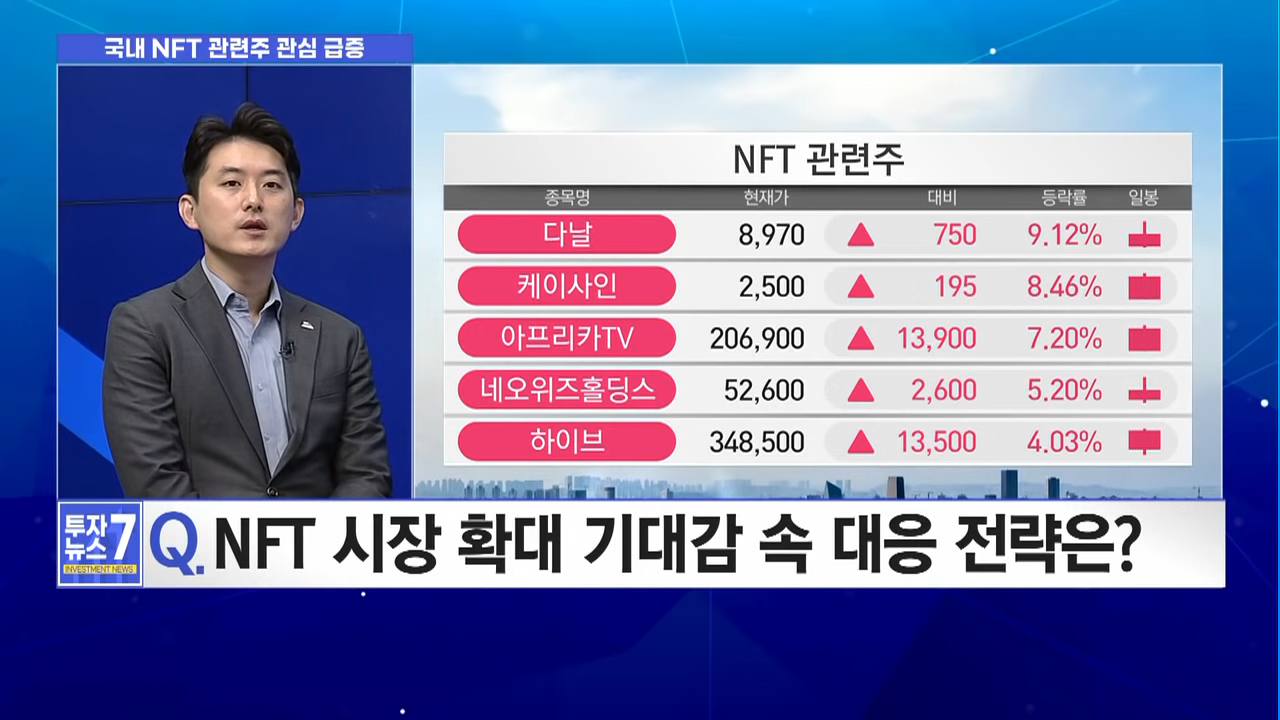 국내 NFT 관련주 관심 급증
NFT 관련주
종목명 현재가 대비 등락률 일봉
다날 8,970 ▲ 750 9.12%
케이사인 2,500 ▲ 195 8.46%
아프리카TV 206,900 ▲ 13,900 7.20%
네오위즈홀딩스 52,600 ▲ 2,600 5.20%
하이브 348,500 ▲ 13,500 4.03%
투자
뉴스 7
INVESTMENT NEWS
Q. NFT 시장 확대 기대감 속 대응 전략은?